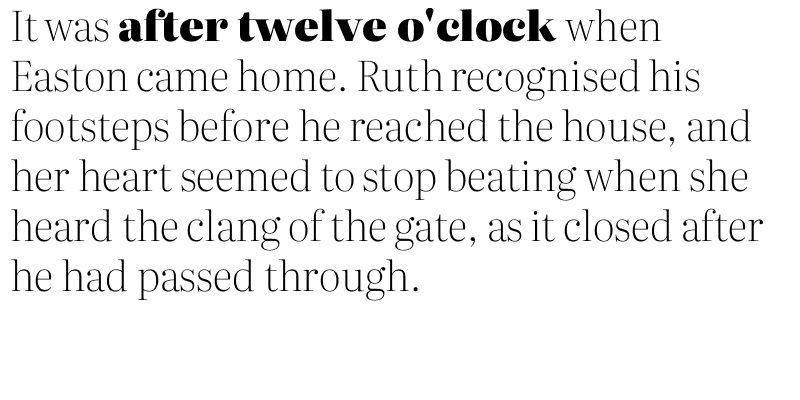 It was after twelve o'clock when
Easton came home. Ruth recognised his
footsteps before he reached the house, and
her heart seemed to stop beating when she
heard the clang of the gate, as it closed after
he had passed through.